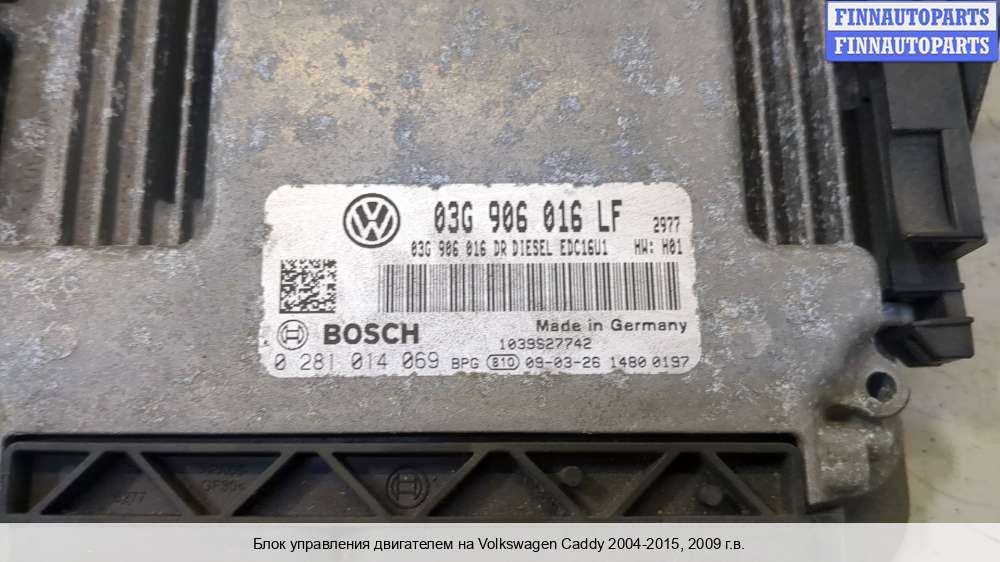 FINNAUTOPARTS
FINNAUTOPARTS
03G 906 016 LF 2977
03G 906 016 DR DIESEL EDC16U1 HW: H01
BOSCH Made in Germany
1039S27742
0 281 014 069 BPG B10 09-03-26 1480 0197
Блок управления двигателем на Volkswagen Caddy 2004-2015, 2009 г.в.